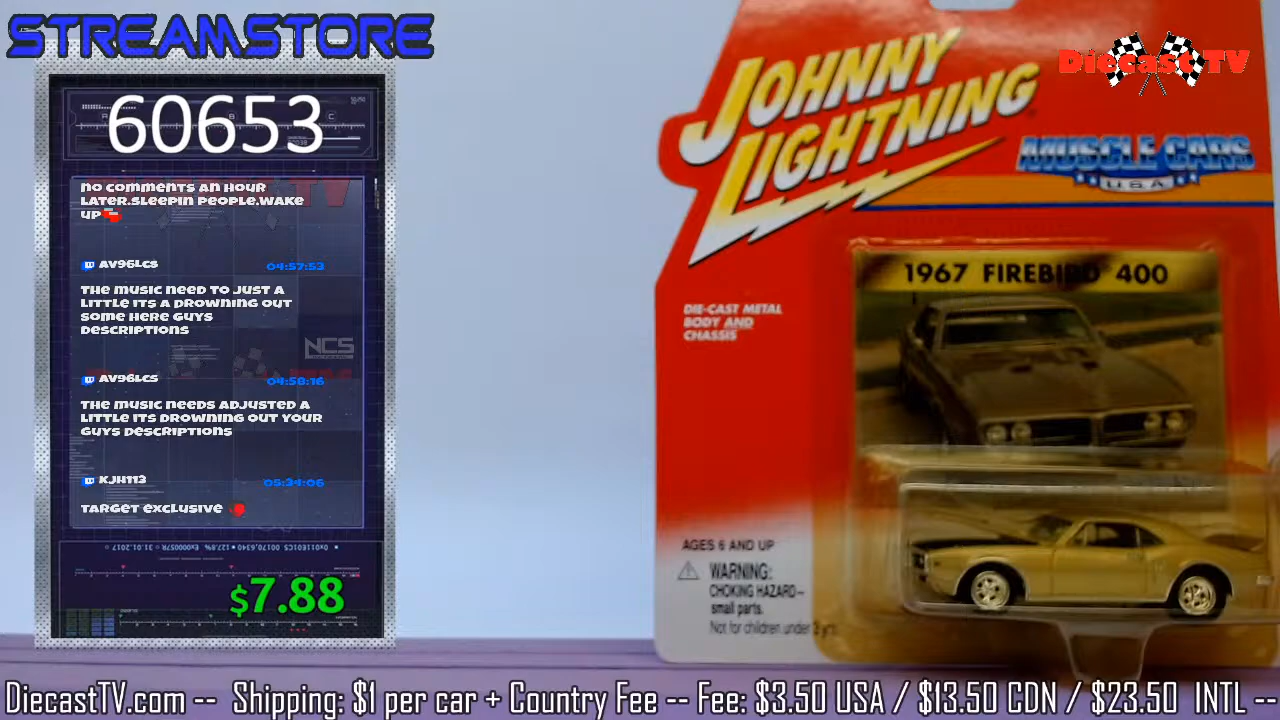 STREAMSTORE
60653
NO COMMENTS AN HOUR
SLEEPIN PEOPLE.WAKE
UP
AV96LCS
04:57:53
THE MUSIC NEED TO JUST A
LITTLE ITS A DROWNING OUT
SOME HERE GUYS
DESCRIPTIONS
NCS
AV96LCS
04:58:16
THE MUSIC NEEDS ADJUSTED A
LITTLE ITS DROWNING OUT YOUR
GUYS DESCRIPTIONS
KJH113
05:34:06
TARGET EXCLUSIVE
$7.88
JOHNNY
LIGHTNING
Diecast TV
MUSCLE CARS
USA
1967 FIREBIRD 400
DIE-CAST METAL
BODY AND
CHASSIS
AGES 6 AND UP
WARNING:
CHOKING HAZARD–
small parts.
Not for children under 3 yrs
DiecastTV.com -- Shipping: $1 per car + Country Fee -- Fee: $3.50 USA / $13.50 CDN / $23.50 INTL --